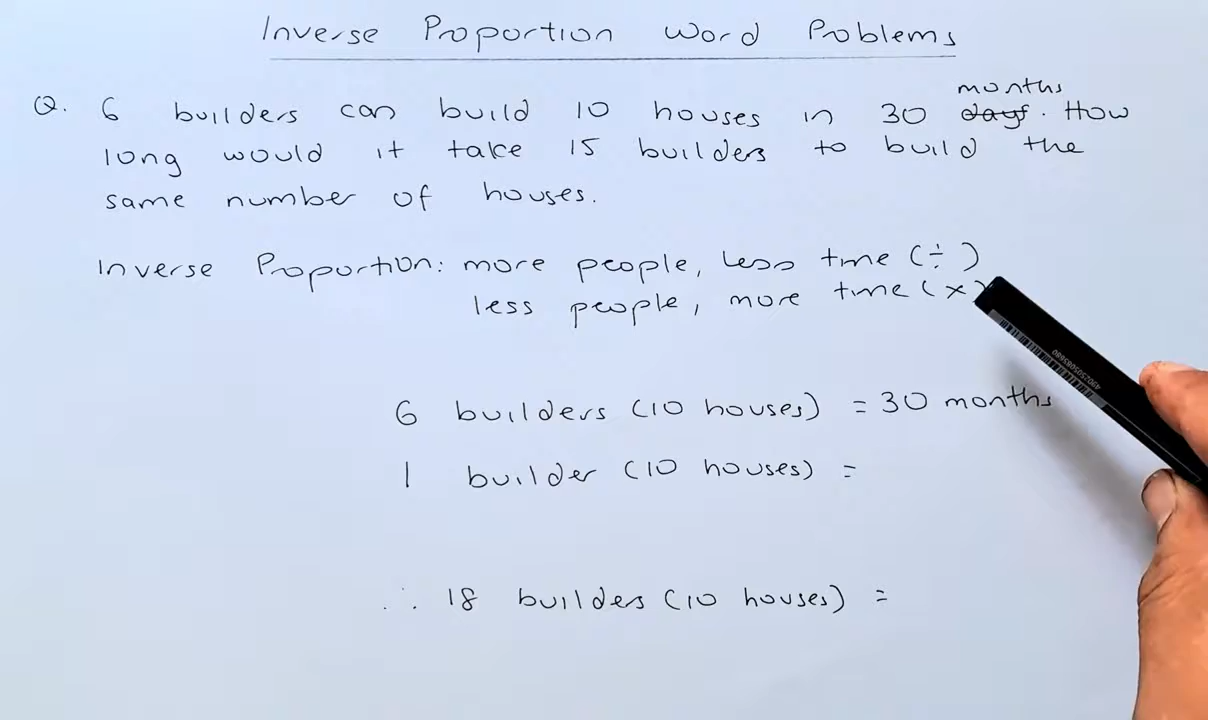 Inverse Proportion Word Problems
Q. 6 builders can build 10 houses in 30 days months. How
long would it take 15 builders to build the
same number of houses.
Inverse Proportion: more people, less time (÷)
less people, more time (×)
4902505085680
6 builders (10 houses) = 30 months
1 builder (10 houses) =
∴ 18 builders (10 houses) =